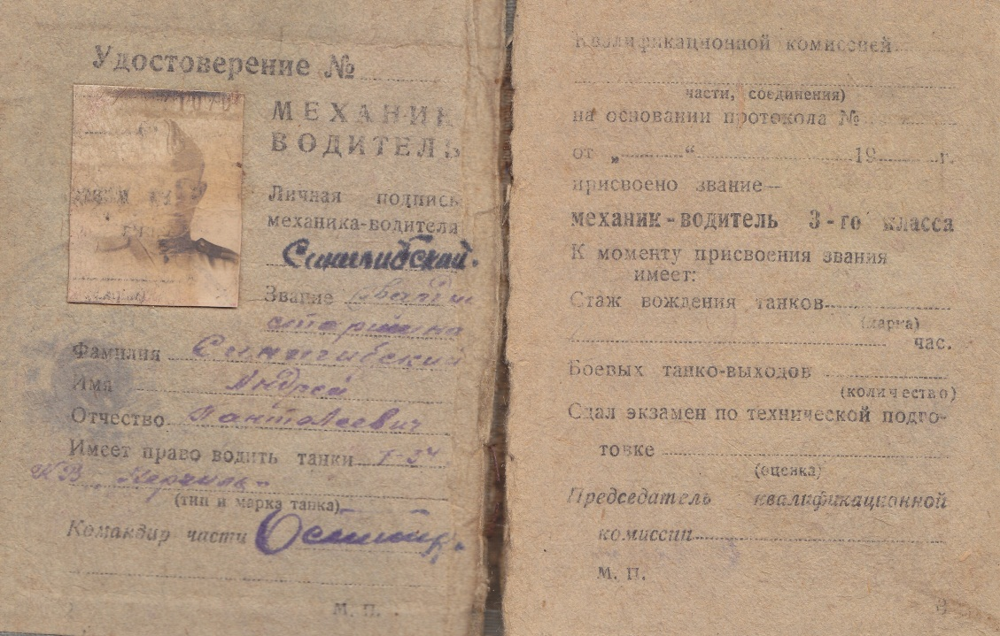 Удостоверение №
МЕХАНИК
ВОДИТЕЛЬ
Личная подпись
механика-водителя
Звание гвардии
старшина
Фамилия
Имя Андрей
Отчество Пантелеевич
Имеет право водить танки Т-34
КВ,
(тип и марка танка)
Командир части
М. П.
Квалификационной комиссией
части, соединения)
на основании протокола №
от „ “ 19 г.
присвоено звание —
механик-водитель 3-го класса
К моменту присвоения звания
имеет:
Стаж вождения танков
(марка)
час.
Боевых танко-выходов
(количество)
Сдал экзамен по технической подго-
товке
(оценка)
Председатель квалификационной
комиссии
М. П.